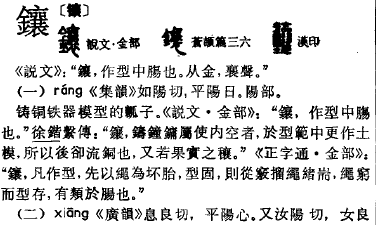 鑲〔镶〕
說文·金部 蒼頡篇三六 漢印
《説文》：“鑲，作型中腸也。从金，襄聲。”
（一）ráng《集韻》如陽切，平陽日。陽部。
铸铜铁器模型的瓤子。《説文·金部》：“鑲，作型中腸
也。”徐鍇繫傳：“鑲，鑄鐘鏞屬使内空者，於型範中更作土
模，所以後卻流銅也，又若果實之穰。”《正字通·金部》：
“鑲，凡作型，先以繩為坏胎，型固，則從竅搯繩緒耑，繩窮
而型存，有類於腸也。”
（二）xiāng《廣韻》息良切，平陽心。又汝陽切，女良